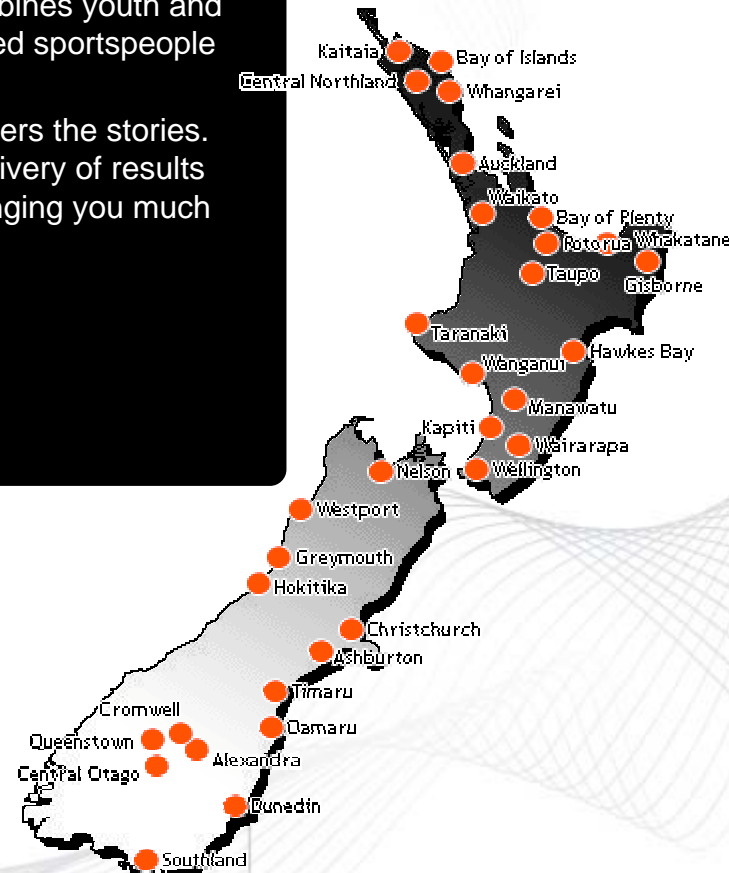 bines youth and
ed sportspeople
ers the stories.
ivery of results
nging you much
Kaitaia
Bay of Islands
Central Northland
Whangarei
Auckland
Waikato
Bay of Plenty
Rotorua
Whakatane
Taupo
Gisborne
Taranaki
Hawkes Bay
Wanganui
Manawatu
Kapiti
Wairarapa
Nelson
Wellington
Westport
Greymouth
Hokitika
Christchurch
Ashburton
Timaru
Cromwell
Oamaru
Queenstown
Alexandra
Central Otago
Dunedin
Southland